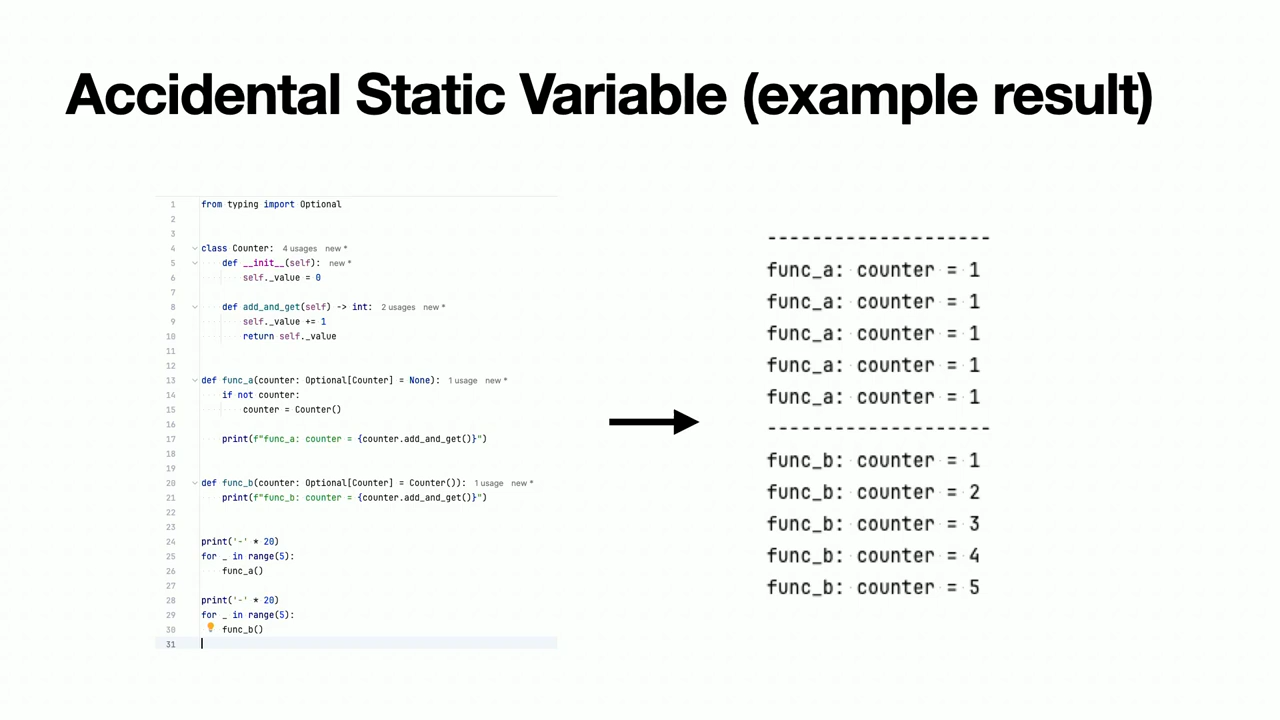 Accidental Static Variable (example result)
1 from typing import Optional
2
3
4 class Counter: 4 usages new *
5 def __init__(self): new *
6 self._value = 0
7
8 def add_and_get(self) -> int: 2 usages new *
9 self._value += 1
10 return self._value
11
12
13 def func_a(counter: Optional[Counter] = None): 1 usage new *
14 if not counter:
15 counter = Counter()
16
17 print(f"func_a: counter = {counter.add_and_get()}")
18
19
20 def func_b(counter: Optional[Counter] = Counter()): 1 usage new *
21 print(f"func_b: counter = {counter.add_and_get()}")
22
23
24 print('-' * 20)
25 for _ in range(5):
26 func_a()
27
28 print('-' * 20)
29 for _ in range(5):
30 func_b()
31
--------------------
func_a: counter = 1
func_a: counter = 1
func_a: counter = 1
func_a: counter = 1
func_a: counter = 1
--------------------
func_b: counter = 1
func_b: counter = 2
func_b: counter = 3
func_b: counter = 4
func_b: counter = 5